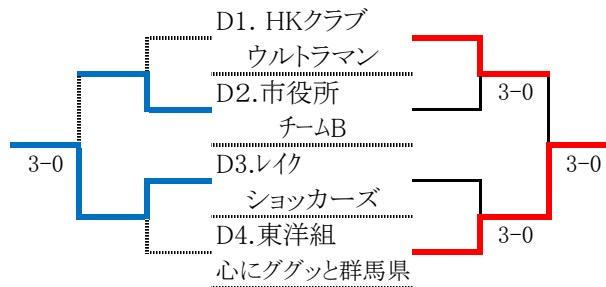 D1. HKクラブ
ウルトラマン
D2.市役所
3-0
チームB
3-0
D3.レイク
3-0
ショッカーズ
D4.東洋組
3-0
心にググッと群馬県